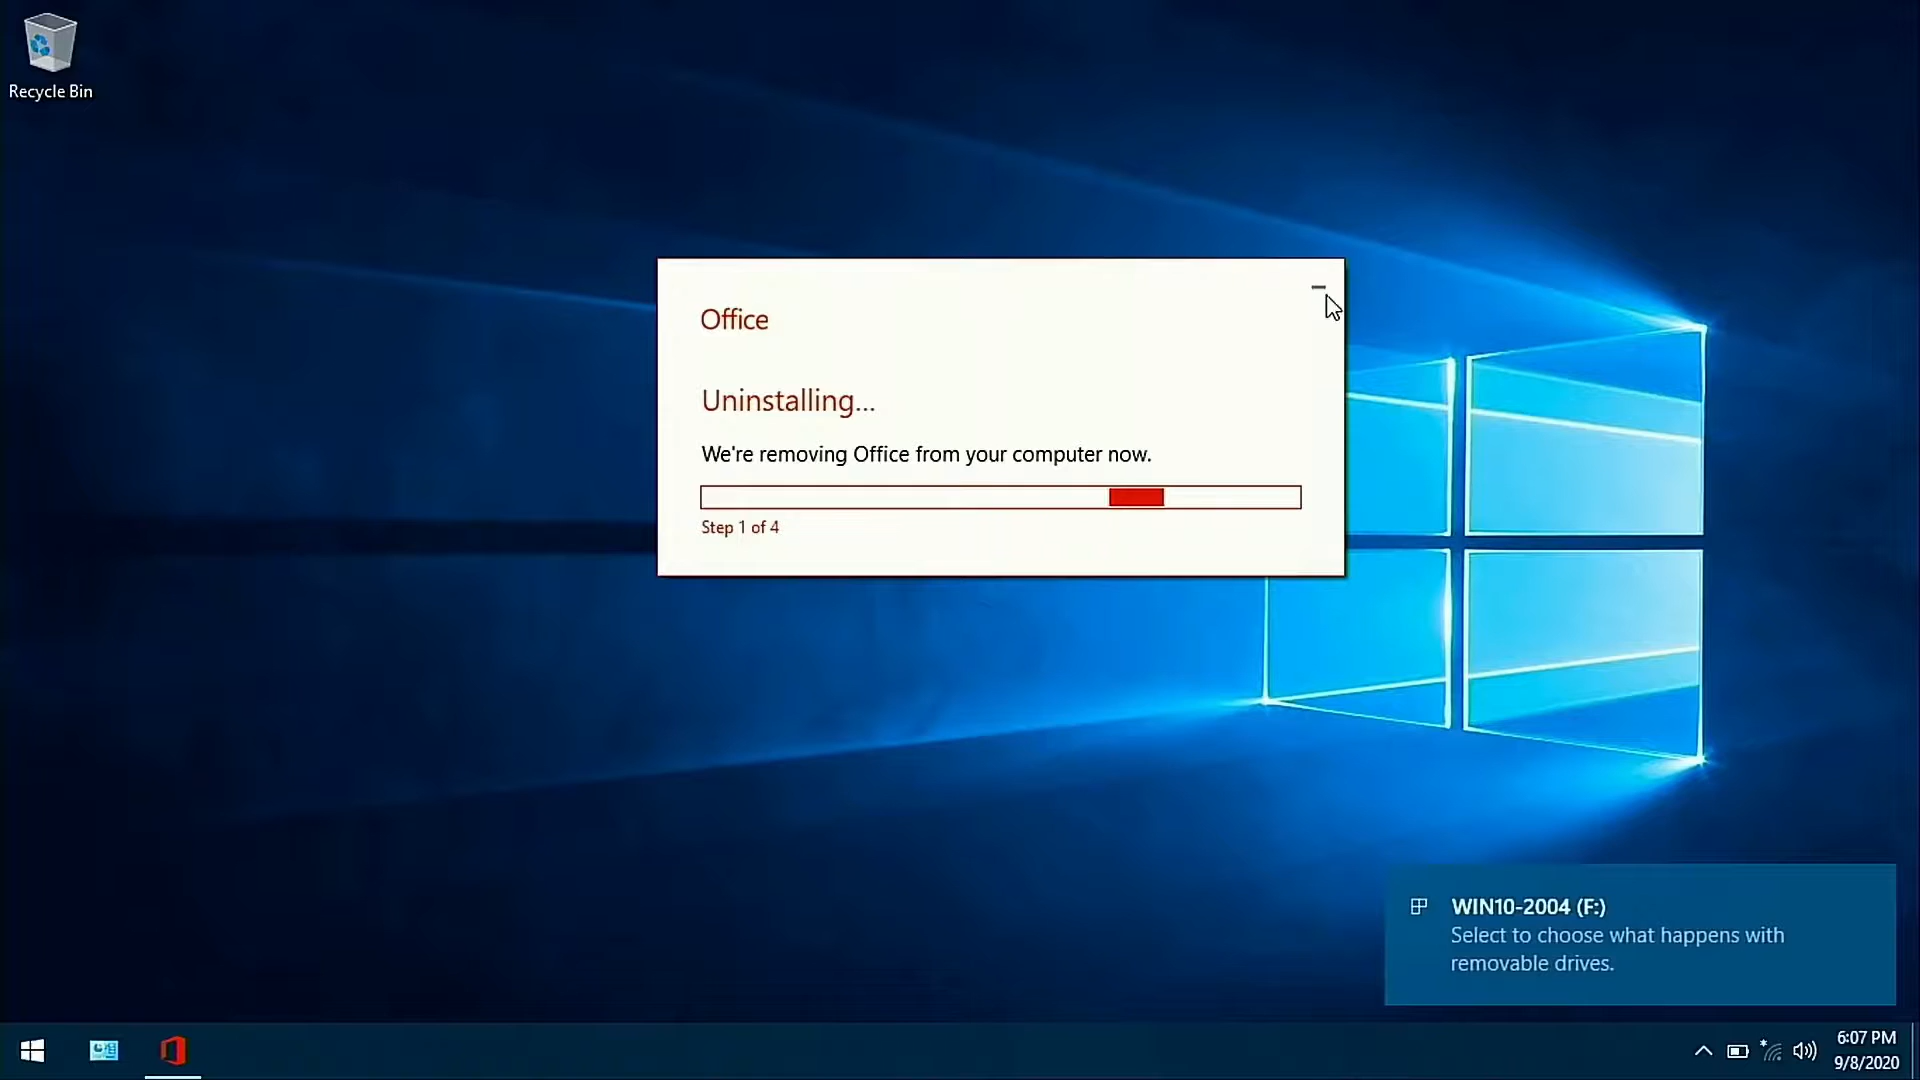 Recycle Bin
Office
Uninstalling...
We're removing Office from your computer now.
Step 1 of 4
WIN10-2004 (F:)
Select to choose what happens with
removable drives.
6:07 PM
9/8/2020